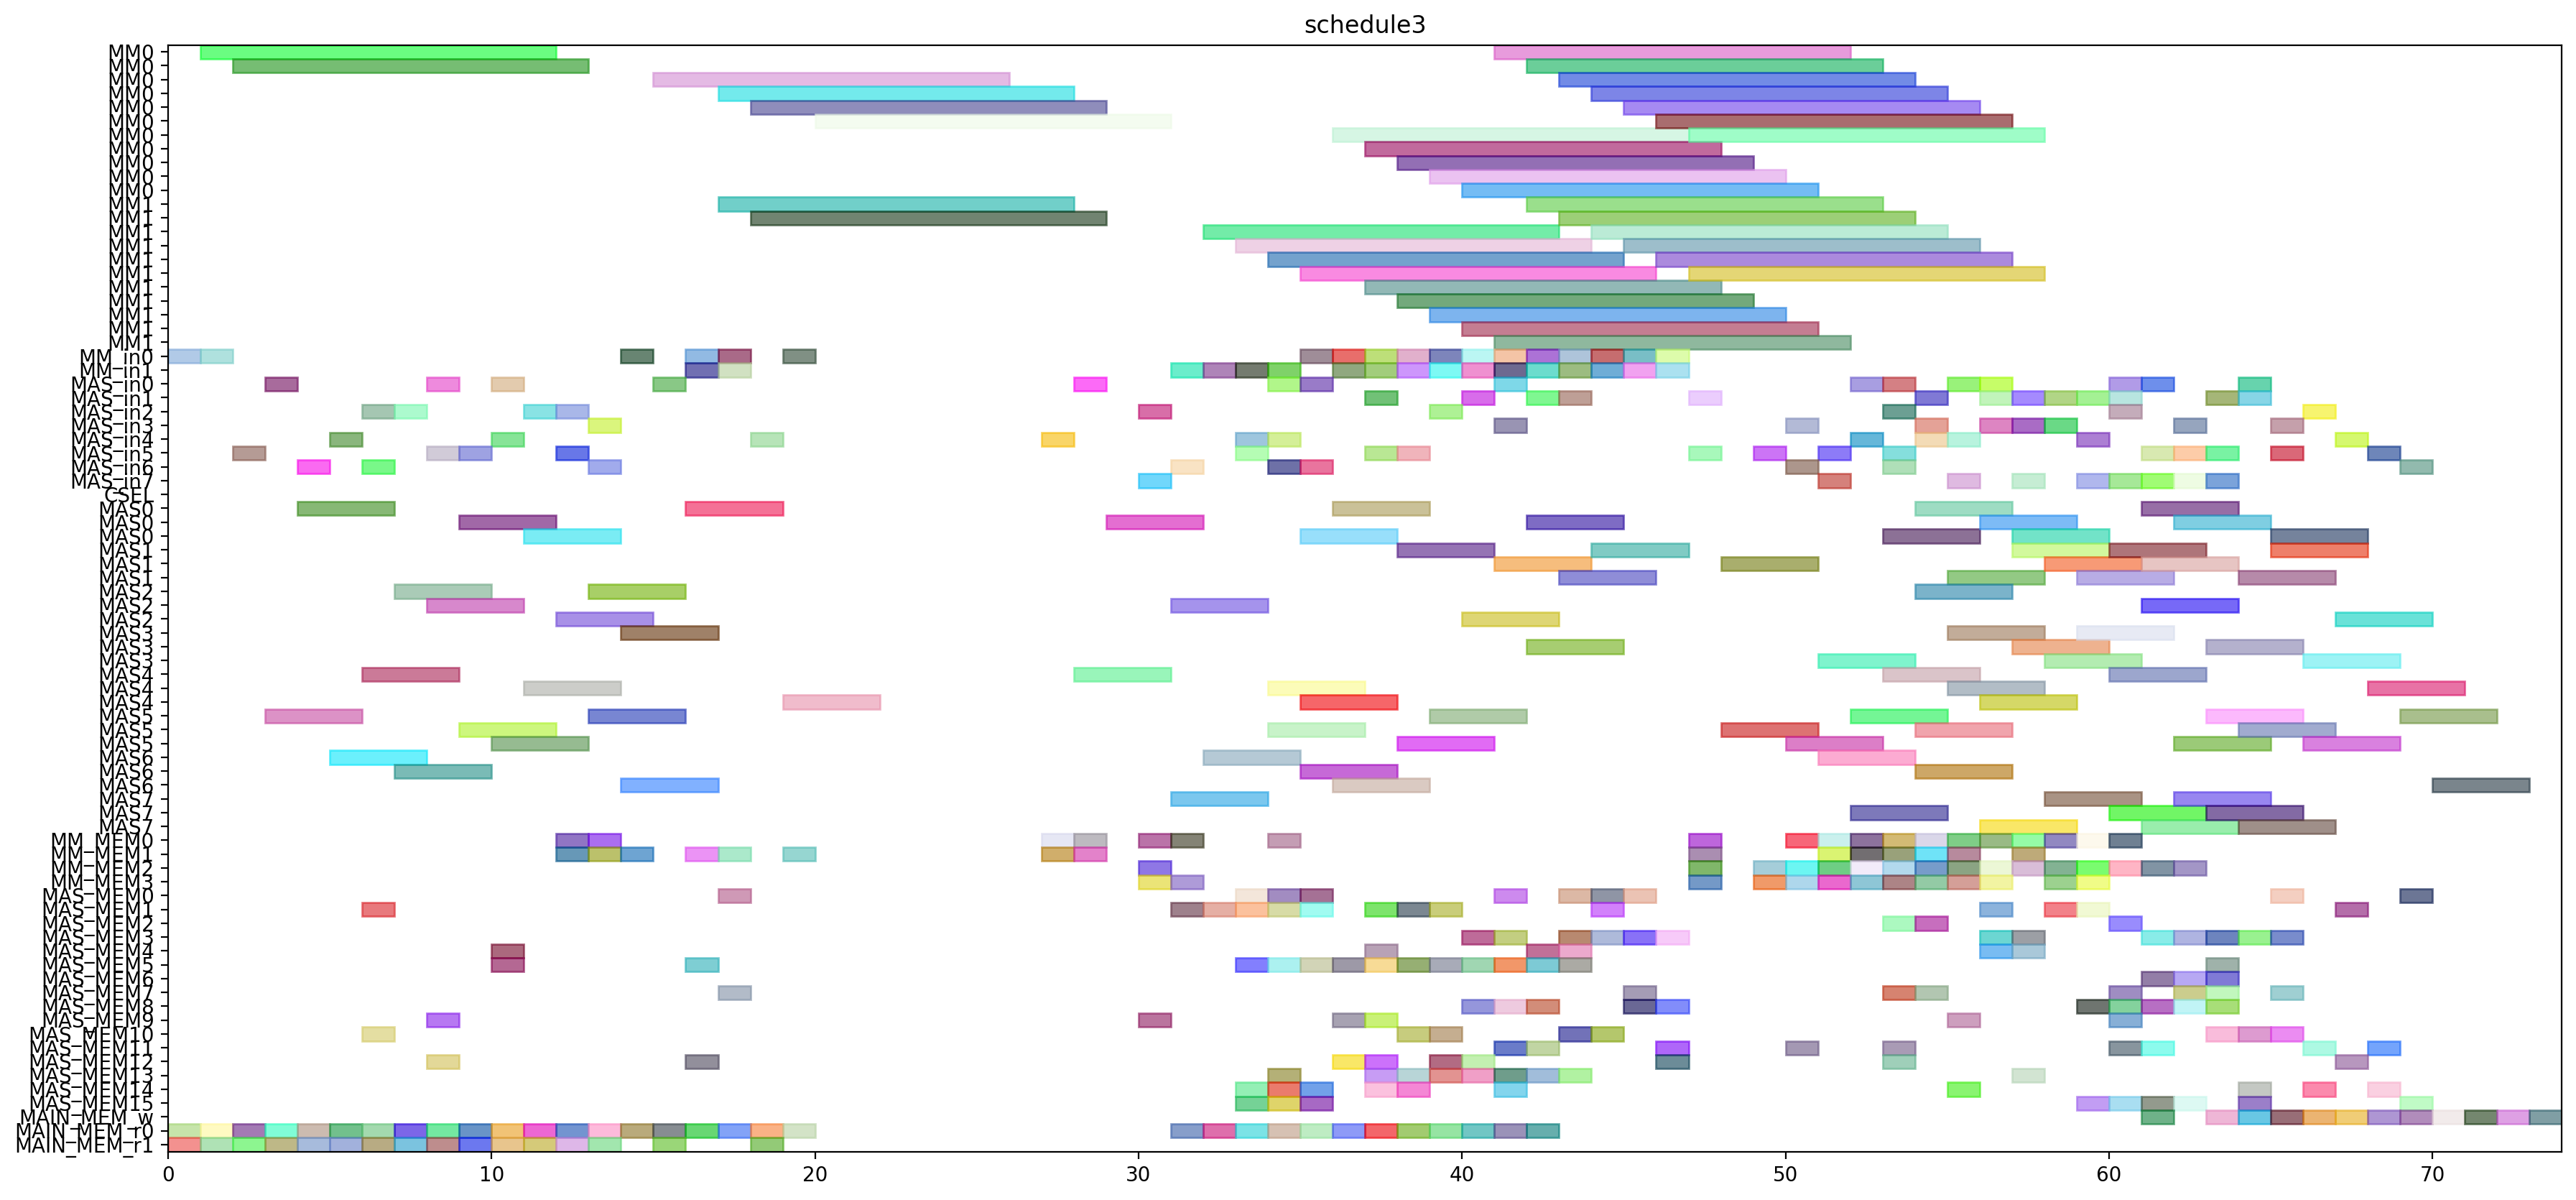 schedule3
MM0
MM0
MM0
MM0
MM0
MM0
MM0
MM0
MM0
MM0
MM0
MM1
MM1
MM1
MM1
MM1
MM1
MM1
MM1
MM1
MM1
MM1
MM_in0
MM_in1
MAS_in0
MAS_in1
MAS_in2
MAS_in3
MAS_in4
MAS_in5
MAS_in6
MAS_in7
CSEL
MAS0
MAS0
MAS0
MAS1
MAS1
MAS1
MAS2
MAS2
MAS2
MAS3
MAS3
MAS3
MAS4
MAS4
MAS4
MAS5
MAS5
MAS5
MAS6
MAS6
MAS6
MAS7
MAS7
MAS7
MM_MEM0
MM_MEM1
MM_MEM2
MM_MEM3
MAS_MEM0
MAS_MEM1
MAS_MEM2
MAS_MEM3
MAS_MEM4
MAS_MEM5
MAS_MEM6
MAS_MEM7
MAS_MEM8
MAS_MEM9
MAS_MEM10
MAS_MEM11
MAS_MEM12
MAS_MEM13
MAS_MEM14
MAS_MEM15
MAIN_MEM_w
MAIN_MEM_r0
MAIN_MEM_r1
0 10 20 30 40 50 60 70